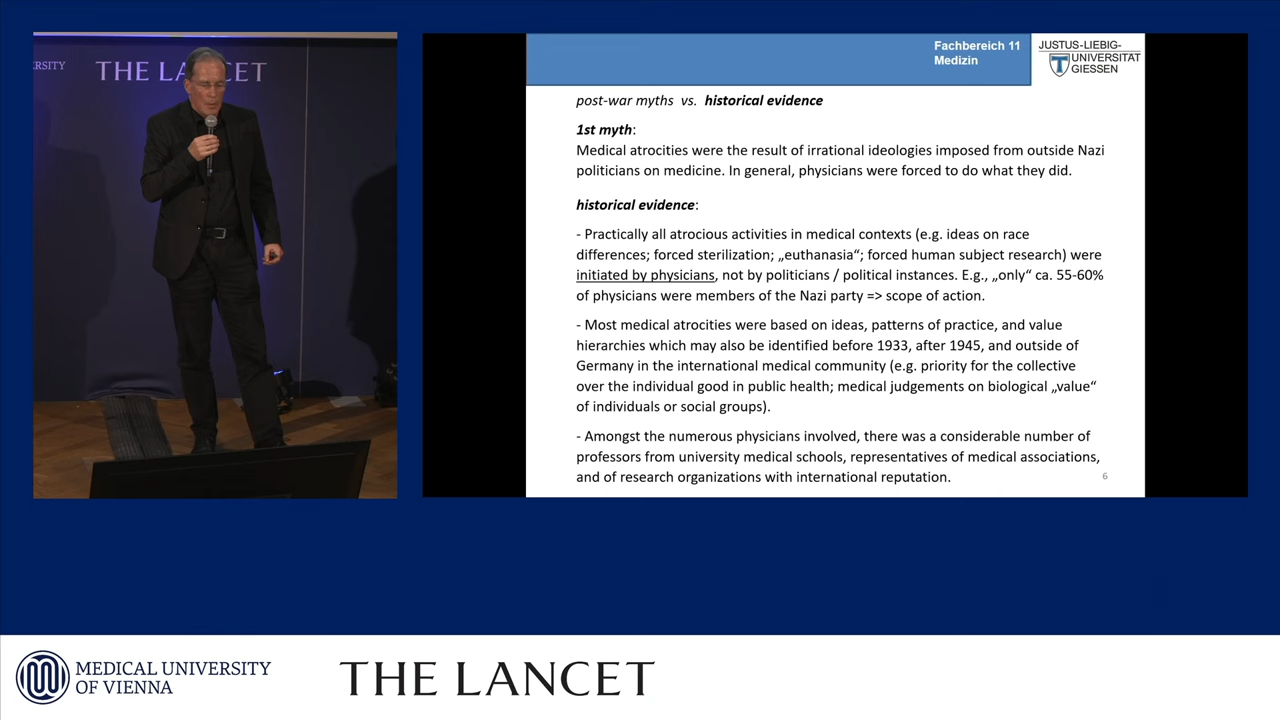 ERSITY
THE LANCET
Fachbereich 11
Medizin
JUSTUS-LIEBIG-
UNIVERSITAT
GIESSEN
post-war myths vs. historical evidence
1st myth:
Medical atrocities were the result of irrational ideologies imposed from outside Nazi
politicians on medicine. In general, physicians were forced to do what they did.
historical evidence:
- Practically all atrocious activities in medical contexts (e.g. ideas on race
differences; forced sterilization; „euthanasia“; forced human subject research) were
initiated by physicians, not by politicians / political instances. E.g., „only“ ca. 55-60%
of physicians were members of the Nazi party => scope of action.
- Most medical atrocities were based on ideas, patterns of practice, and value
hierarchies which may also be identified before 1933, after 1945, and outside of
Germany in the international medical community (e.g. priority for the collective
over the individual good in public health; medical judgements on biological „value“
of individuals or social groups).
- Amongst the numerous physicians involved, there was a considerable number of
professors from university medical schools, representatives of medical associations,
and of research organizations with international reputation.
6
MEDICAL UNIVERSITY
OF VIENNA
THE LANCET